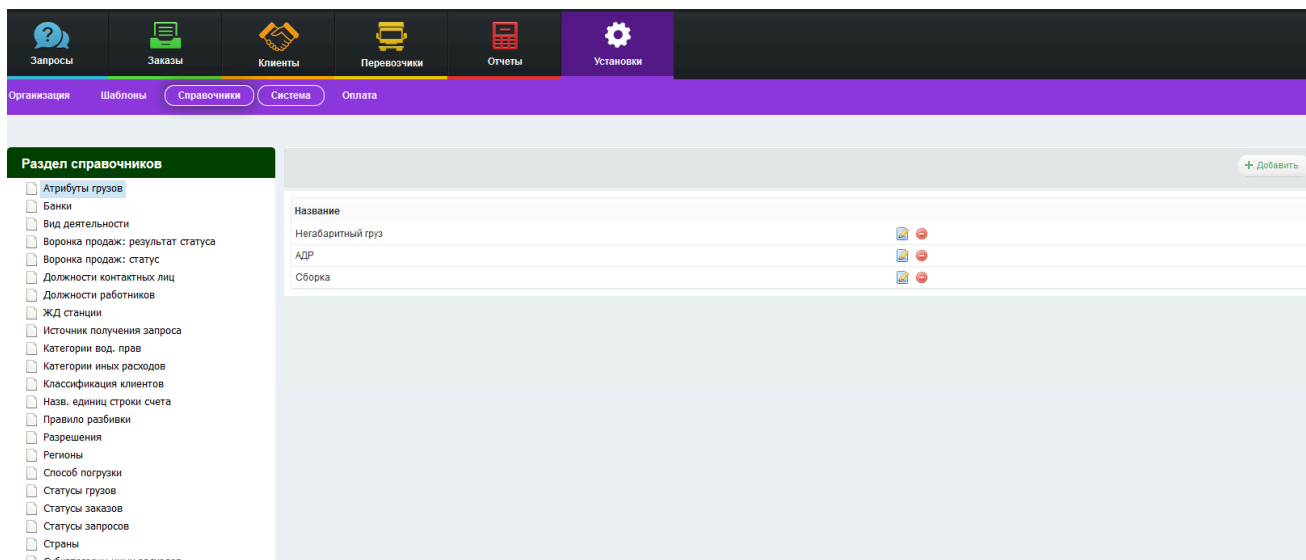 Запросы Заказы Клиенты Перевозчики Отчеты Установки
Организация Шаблоны Справочники Система Оплата
Раздел справочников
+ Добавить
Атрибуты грузов
Банки
Вид деятельности
Воронка продаж: результат статуса
Воронка продаж: статус
Должности контактных лиц
Должности работников
ЖД станции
Источник получения запроса
Категории вод. прав
Категории иных расходов
Классификация клиентов
Назв. единиц строки счета
Правило разбивки
Разрешения
Регионы
Способ погрузки
Статусы грузов
Статусы заказов
Статусы запросов
Страны
Название
Негабаритный груз
АДР
Сборка